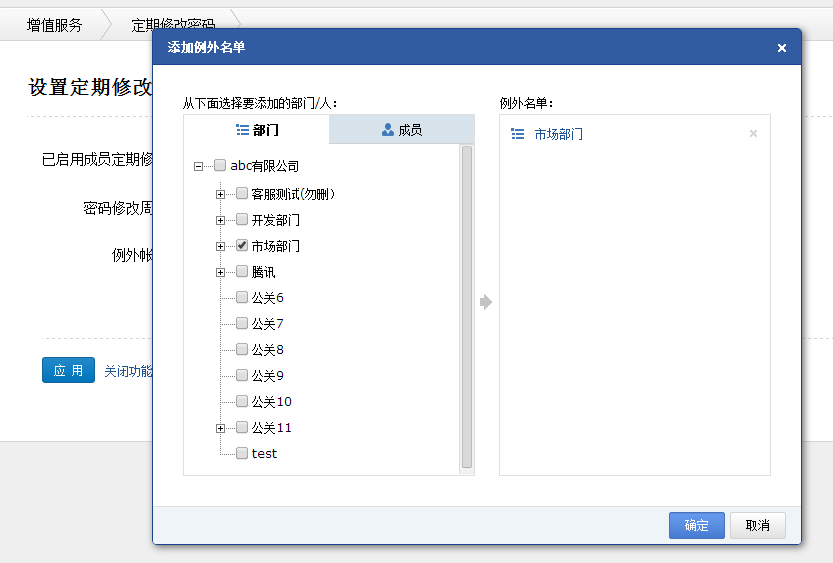 增值服务
定期修改密码
添加例外名单
设置定期修改
从下面选择要添加的部门/人：
例外名单：
部门
成员
市场部门
已启用成员定期修
abc有限公司
客服测试(勿删)
密码修改周
开发部门
市场部门
例外帐
腾讯
公关6
公关7
公关8
应 用
关闭功能
公关9
公关10
公关11
test
确定
取消